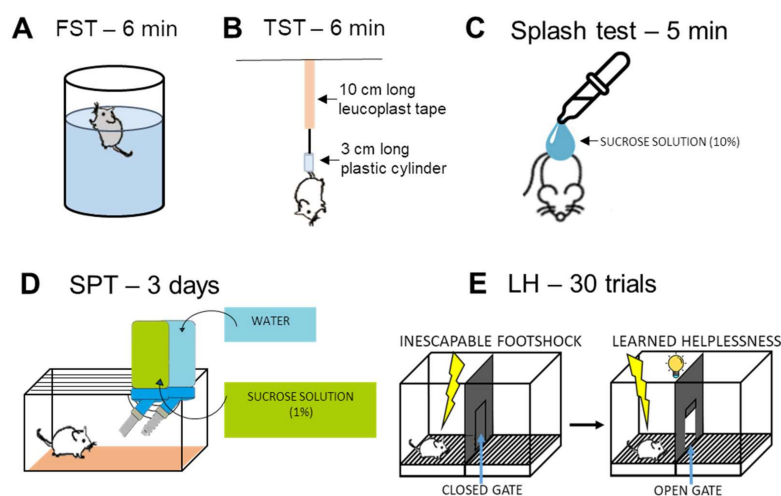 A FST – 6 min
B TST – 6 min
10 cm long
leucoplast tape
3 cm long
plastic cylinder
C Splash test – 5 min
SUCROSE SOLUTION (10%)
D SPT – 3 days
WATER
SUCROSE SOLUTION
(1%)
E LH – 30 trials
INESCAPABLE FOOTSHOCK
LEARNED HELPLESSNESS
CLOSED GATE
OPEN GATE